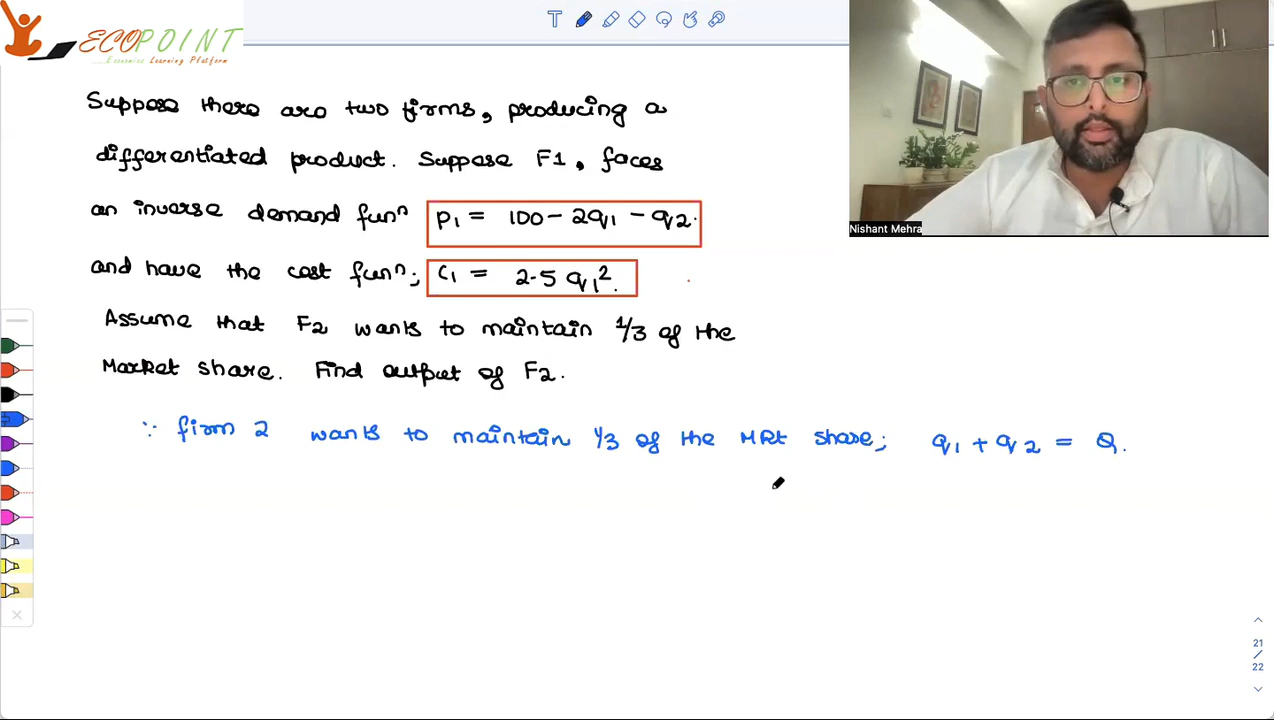 ECOPOINT
Economics Learning Platform
Suppose there are two firms, producing a
differentiated product. Suppose F1, faces
an inverse demand funⁿ p₁ = 100 - 2q₁ - q₂.
and have the cost funⁿ; C₁ = 2.5 q₁².
Assume that F2 wants to maintain 1/3 of the
Market share. Find output of F2.
∵ firm 2 wants to maintain 1/3 of the MRt share; q₁ + q₂ = Q.
Nishant Mehra
T
21
/
22